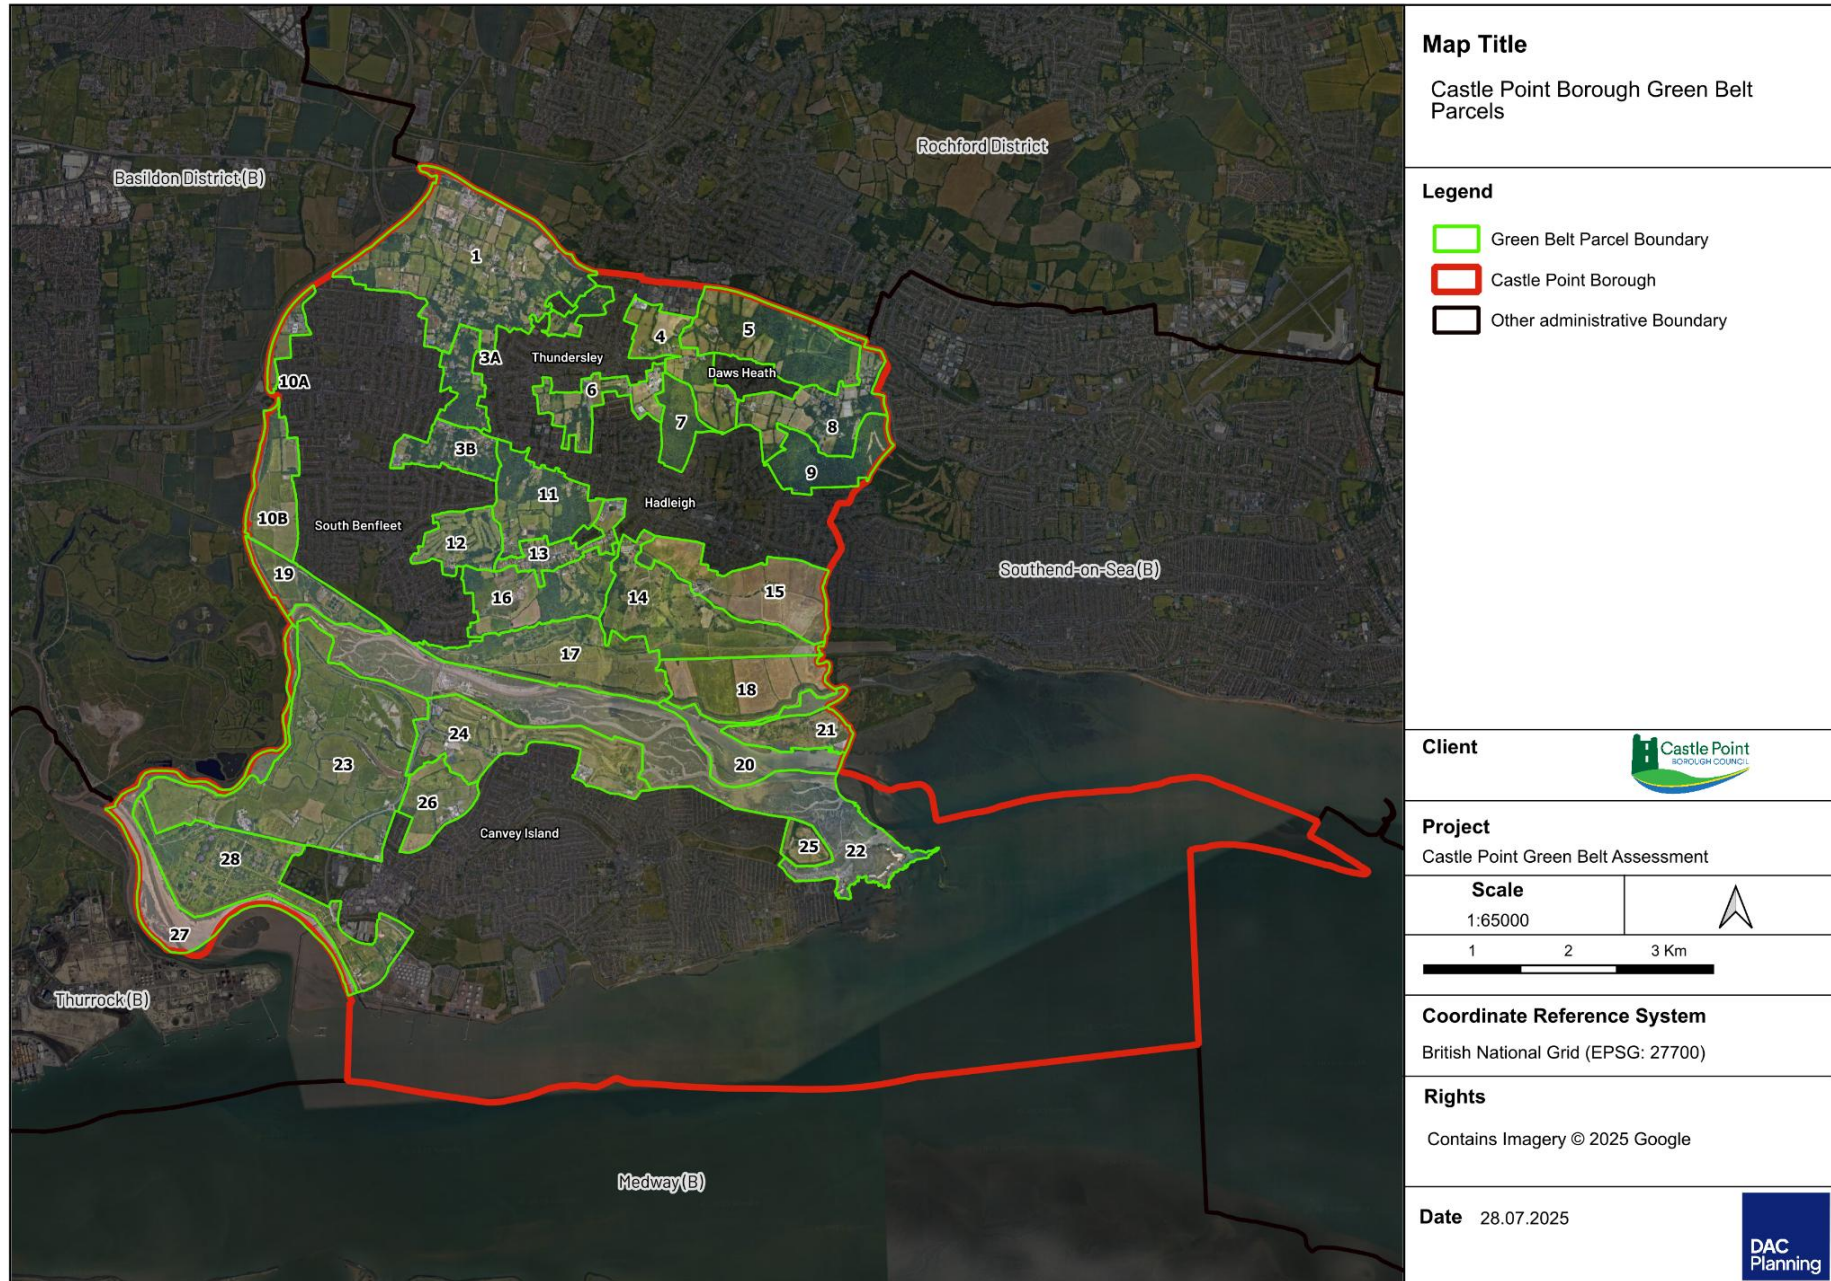 Map Title
Castle Point Borough Green Belt
Parcels
Legend
Green Belt Parcel Boundary
Castle Point Borough
Other administrative Boundary
Client
Castle Point
BOROUGH COUNCIL
Project
Castle Point Green Belt Assessment
Scale
1:65000
1 2 3 Km
Coordinate Reference System
British National Grid (EPSG: 27700)
Rights
Contains Imagery © 2025 Google
Date 28.07.2025
DAC
Planning
Rochford District
Basildon District (B)
1
5
4
Thundersley
3A
Daws Heath
10A
6
7
8
3B
9
11
Hadleigh
10B
South Benfleet
12
13
Southend-on-Sea (B)
19
15
16
14
17
18
21
24
23
20
26
Canvey Island
25
22
28
27
Thurrock (B)
Medway (B)